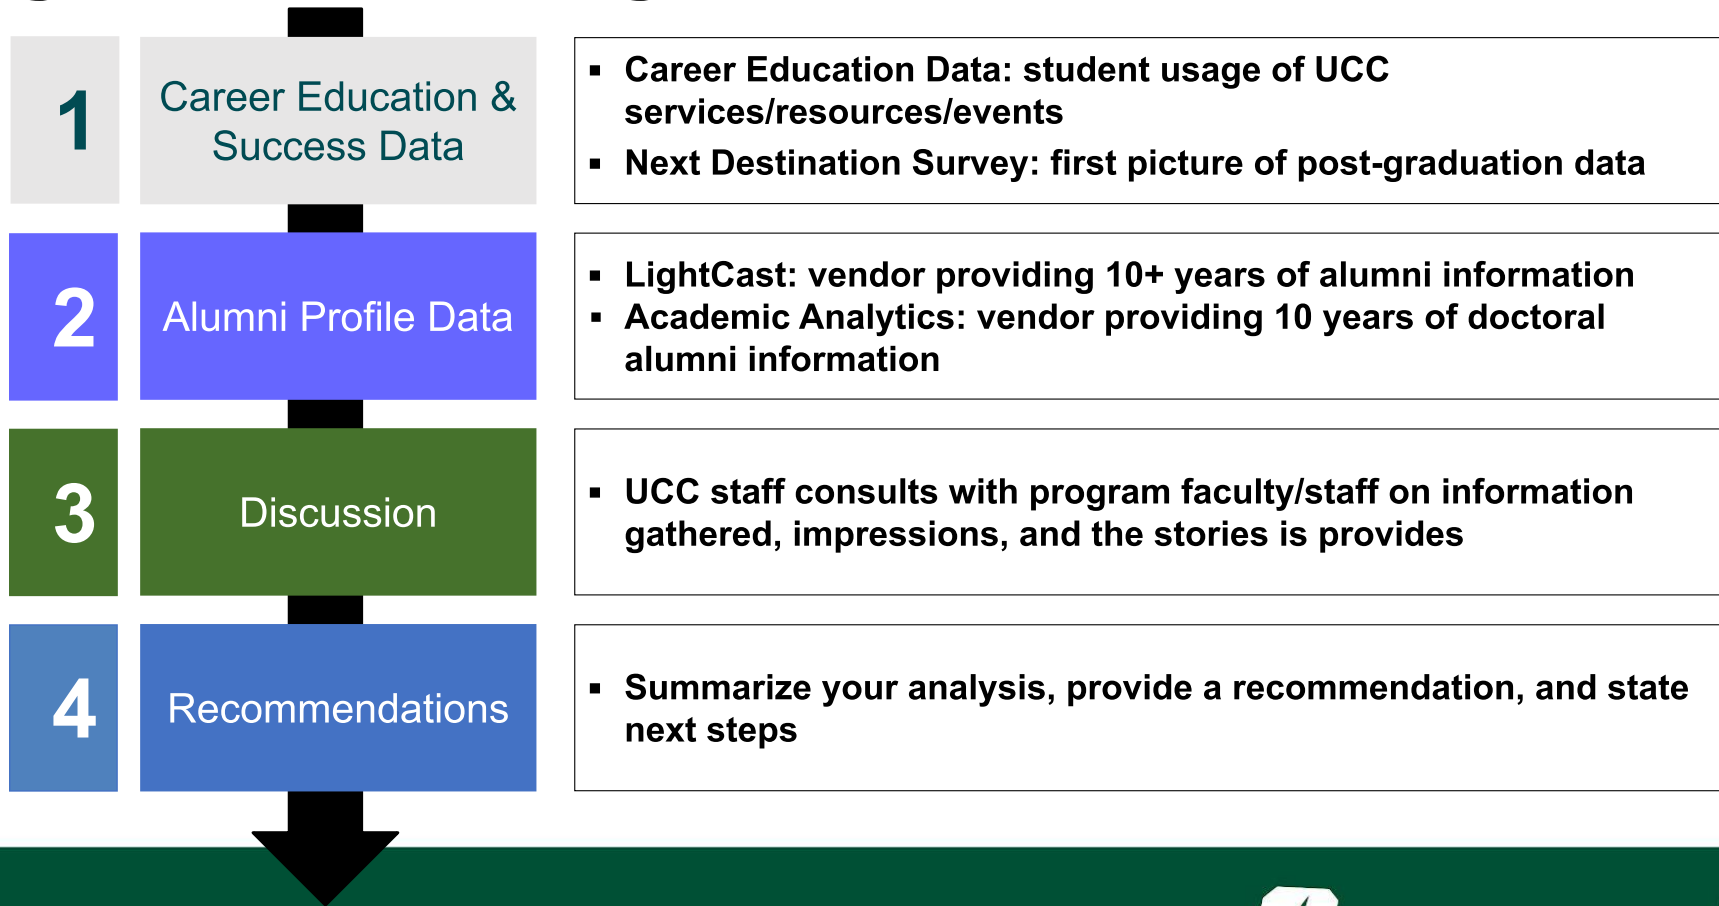 1
Career Education &
Success Data
▪ Career Education Data: student usage of UCC
services/resources/events
▪ Next Destination Survey: first picture of post-graduation data
2
Alumni Profile Data
▪ LightCast: vendor providing 10+ years of alumni information
▪ Academic Analytics: vendor providing 10 years of doctoral
alumni information
3
Discussion
▪ UCC staff consults with program faculty/staff on information
gathered, impressions, and the stories is provides
4
Recommendations
▪ Summarize your analysis, provide a recommendation, and state
next steps